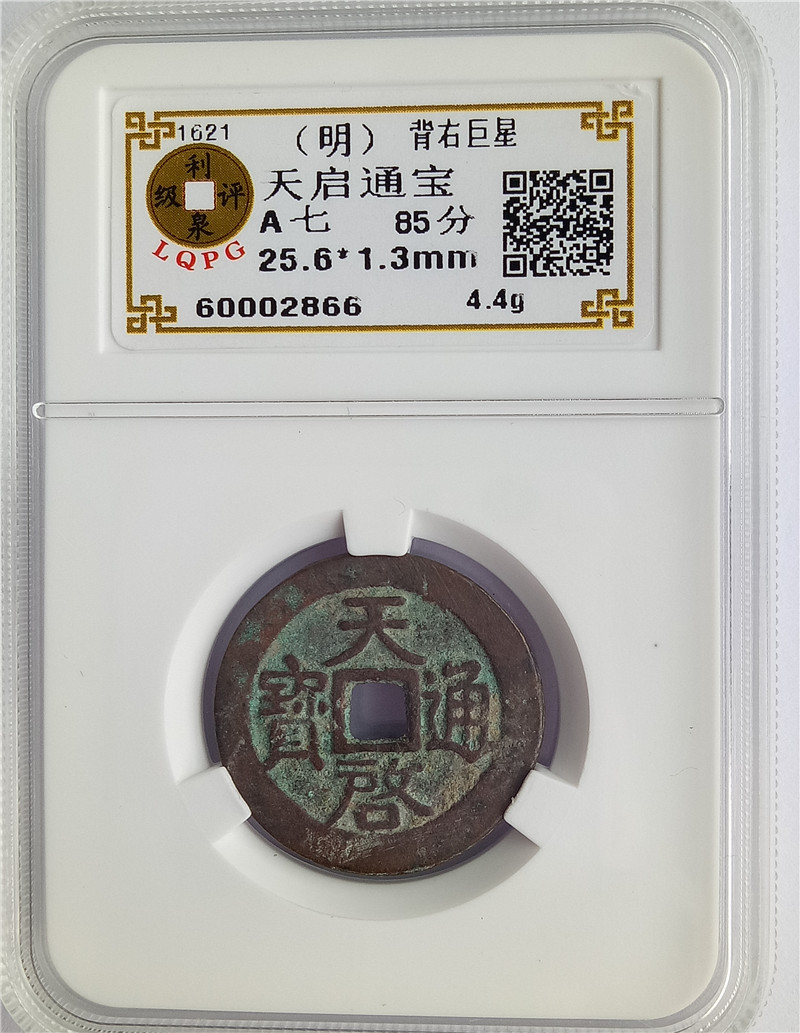 1621 （明） 背右巨星
利泉评级
天启通宝
A七 85分
LQPG
25.6*1.3mm
60002866 4.4g
天啟通寶